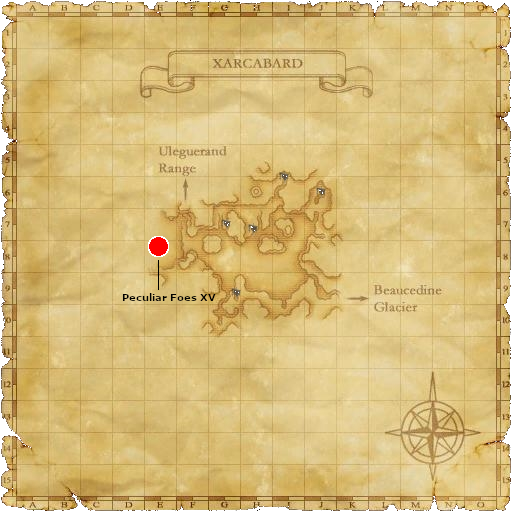 A B C D E F G H I J K L M N O
XARCABARD
Uleguerand
Range
Peculiar Foes XV
Beaucedine
Glacier
1
2
3
4
5
6
7
8
9
10
11
12
13
14
15
A B C D E F G H I J K L M N O